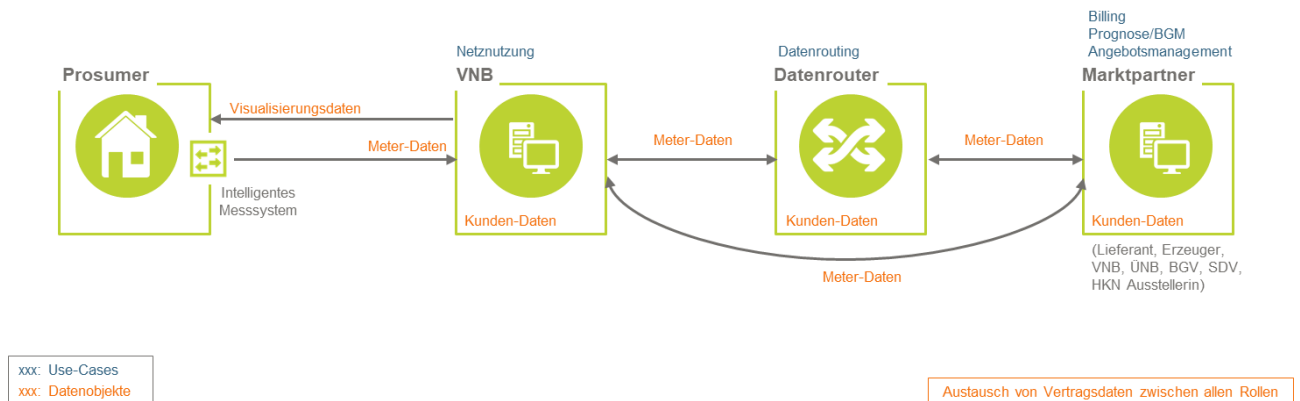 Billing
Prognose/BGM
Angebotsmanagement
Netznutzung
Datenrouting
Prosumer
VNB
Datenrouter
Marktpartner
Visualisierungsdaten
Meter-Daten
Meter-Daten
Meter-Daten
Intelligentes
Messsystem
Kunden-Daten
Kunden-Daten
Kunden-Daten
(Lieferant, Erzeuger,
VNB, ÜNB, BGV, SDV,
HKN Ausstellerin)
Meter-Daten
xxx: Use-Cases
xxx: Datenobjekte
Austausch von Vertragsdaten zwischen allen Rollen